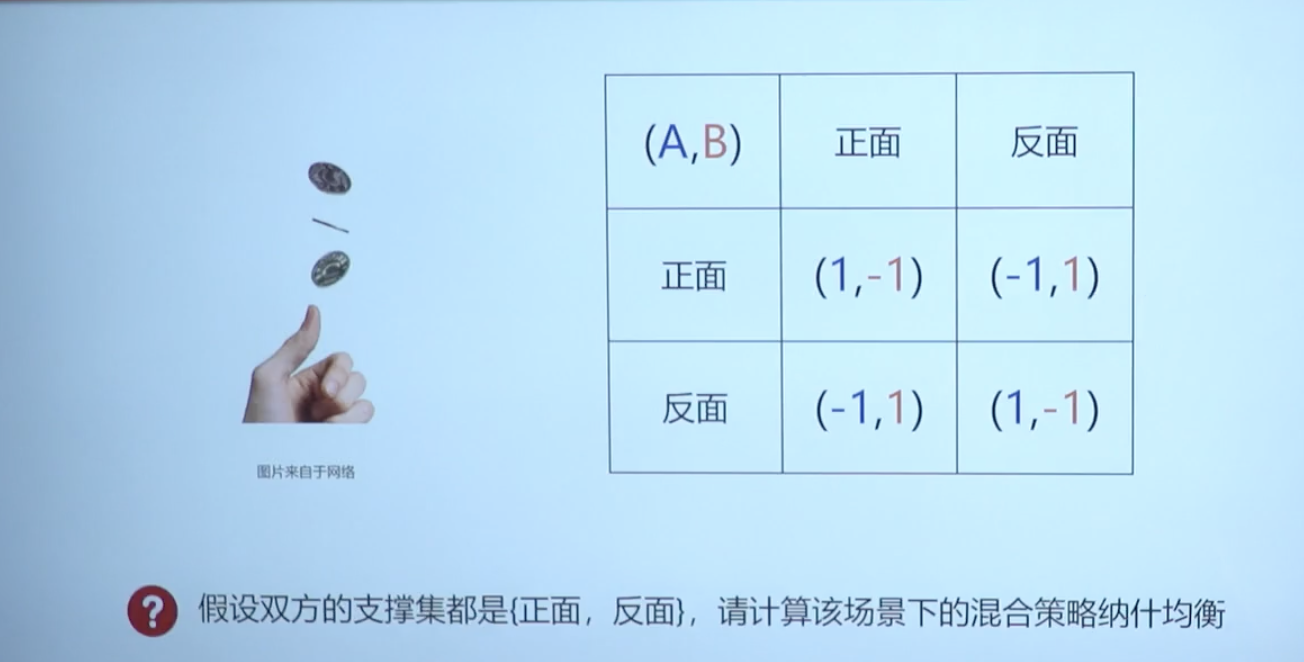 (A,B) 正面 反面
正面 (1,-1) (-1,1)
反面 (-1,1) (1,-1)
图片来自于网络
? 假设双方的支撑集都是{正面，反面}，请计算该场景下的混合策略纳什均衡